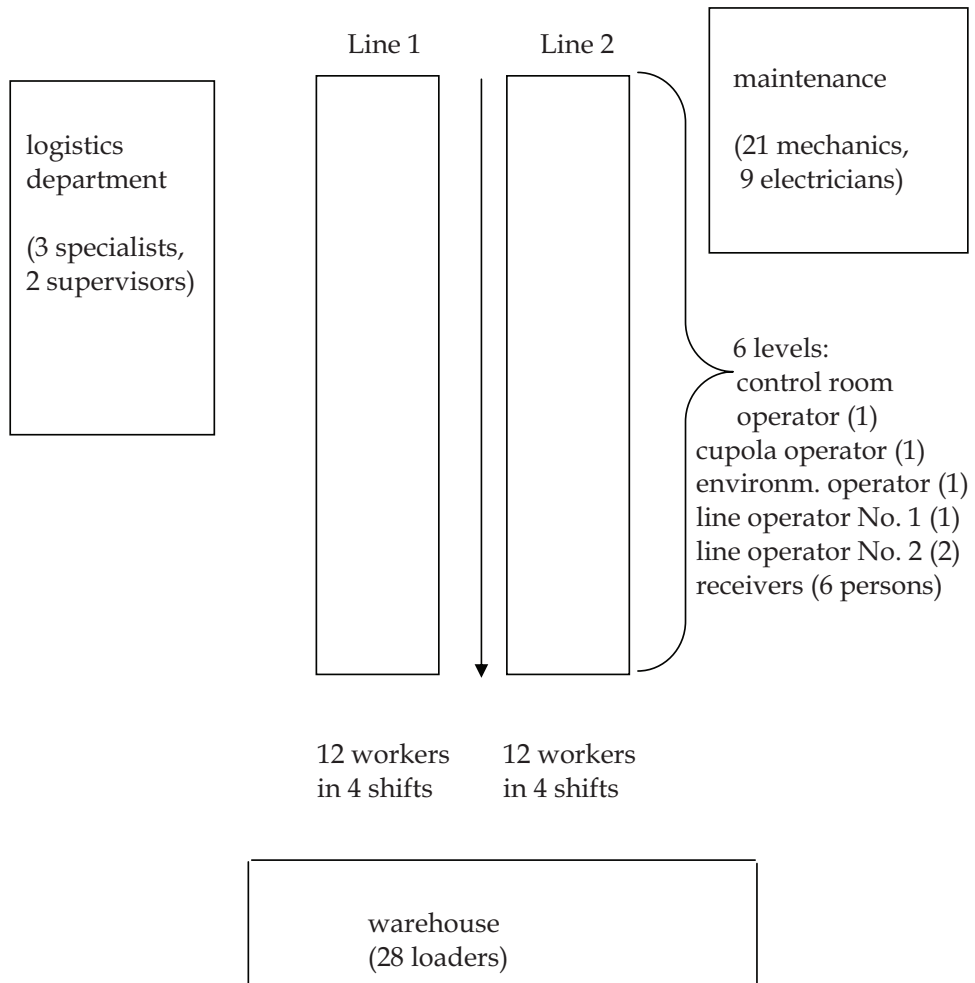 Line 1
Line 2
logistics
department
(3 specialists,
2 supervisors)
maintenance
(21 mechanics,
9 electricians)
6 levels:
control room
operator (1)
cupola operator (1)
environm. operator (1)
line operator No. 1 (1)
line operator No. 2 (2)
receivers (6 persons)
12 workers
in 4 shifts
12 workers
in 4 shifts
warehouse
(28 loaders)